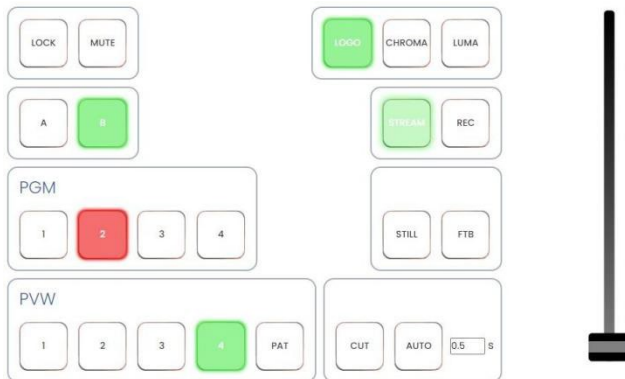 LOCK MUTE LOGO CHROMA LUMA
A B STREAM REC
PGM
1 2 3 4 STILL FTB
PVW
1 2 3 4 PAT CUT AUTO 0.5 S